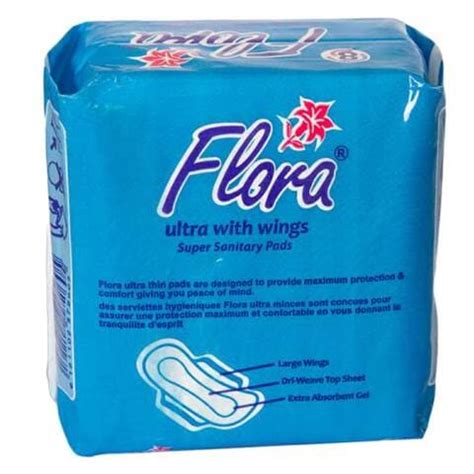 Flora
8
Flora®
ultra with wings
Super Sanitary Pads
Flora ultra thin pads are designed to provide maximum protection &
comfort giving you peace of mind.
des serviettes hygieniques Flora ultra minces sont concues pour
assurer une protection maximum et confortable en vous donnant la
tranquilite d'esprit
Large Wings
Dri-Weave Top Sheet
Extra Absorbent Gel